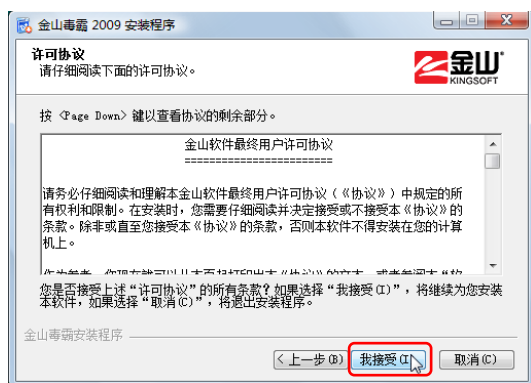 金山毒霸 2009 安装程序
许可协议
请仔细阅读下面的许可协议。
金山
KINGSOFT
按 <Page Down> 键以查看协议的剩余部分。
金山软件最终用户许可协议
========================
请务必仔细阅读和理解本金山软件最终用户许可协议（《协议》）中规定的所
有权利和限制。在安装时，您需要仔细阅读并决定接受或不接受本《协议》的
条款。除非或直至您接受本《协议》的条款，否则本软件不得安装在您的计算
机上。
您是否接受上述“许可协议”的所有条款？如果选择“我接受(I)”，将继续为您安装
本软件，如果选择“取消(C)”，将退出安装程序。
金山毒霸安装程序
< 上一步(B)
我接受(I)
取消(C)